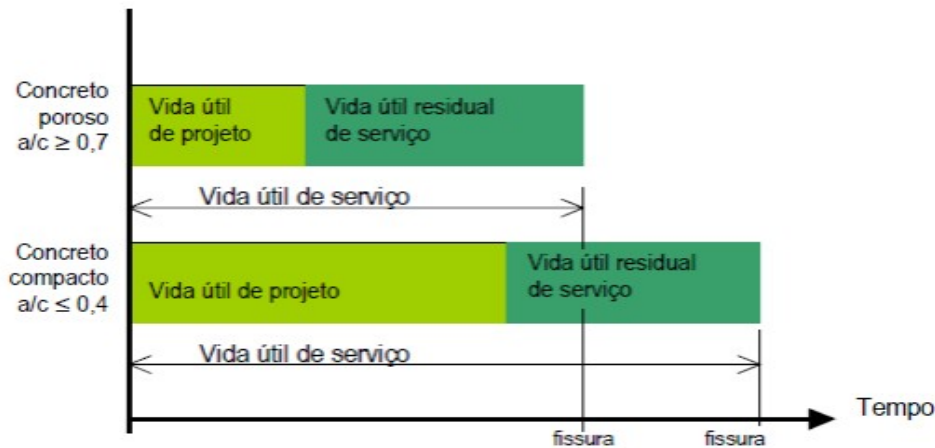 Concreto
poroso
a/c ≥ 0,7
Vida útil
de projeto
Vida útil residual
de serviço
Vida útil de serviço
Concreto
compacto
a/c ≤ 0,4
Vida útil de projeto
Vida útil residual
de serviço
Vida útil de serviço
Tempo
fissura
fissura